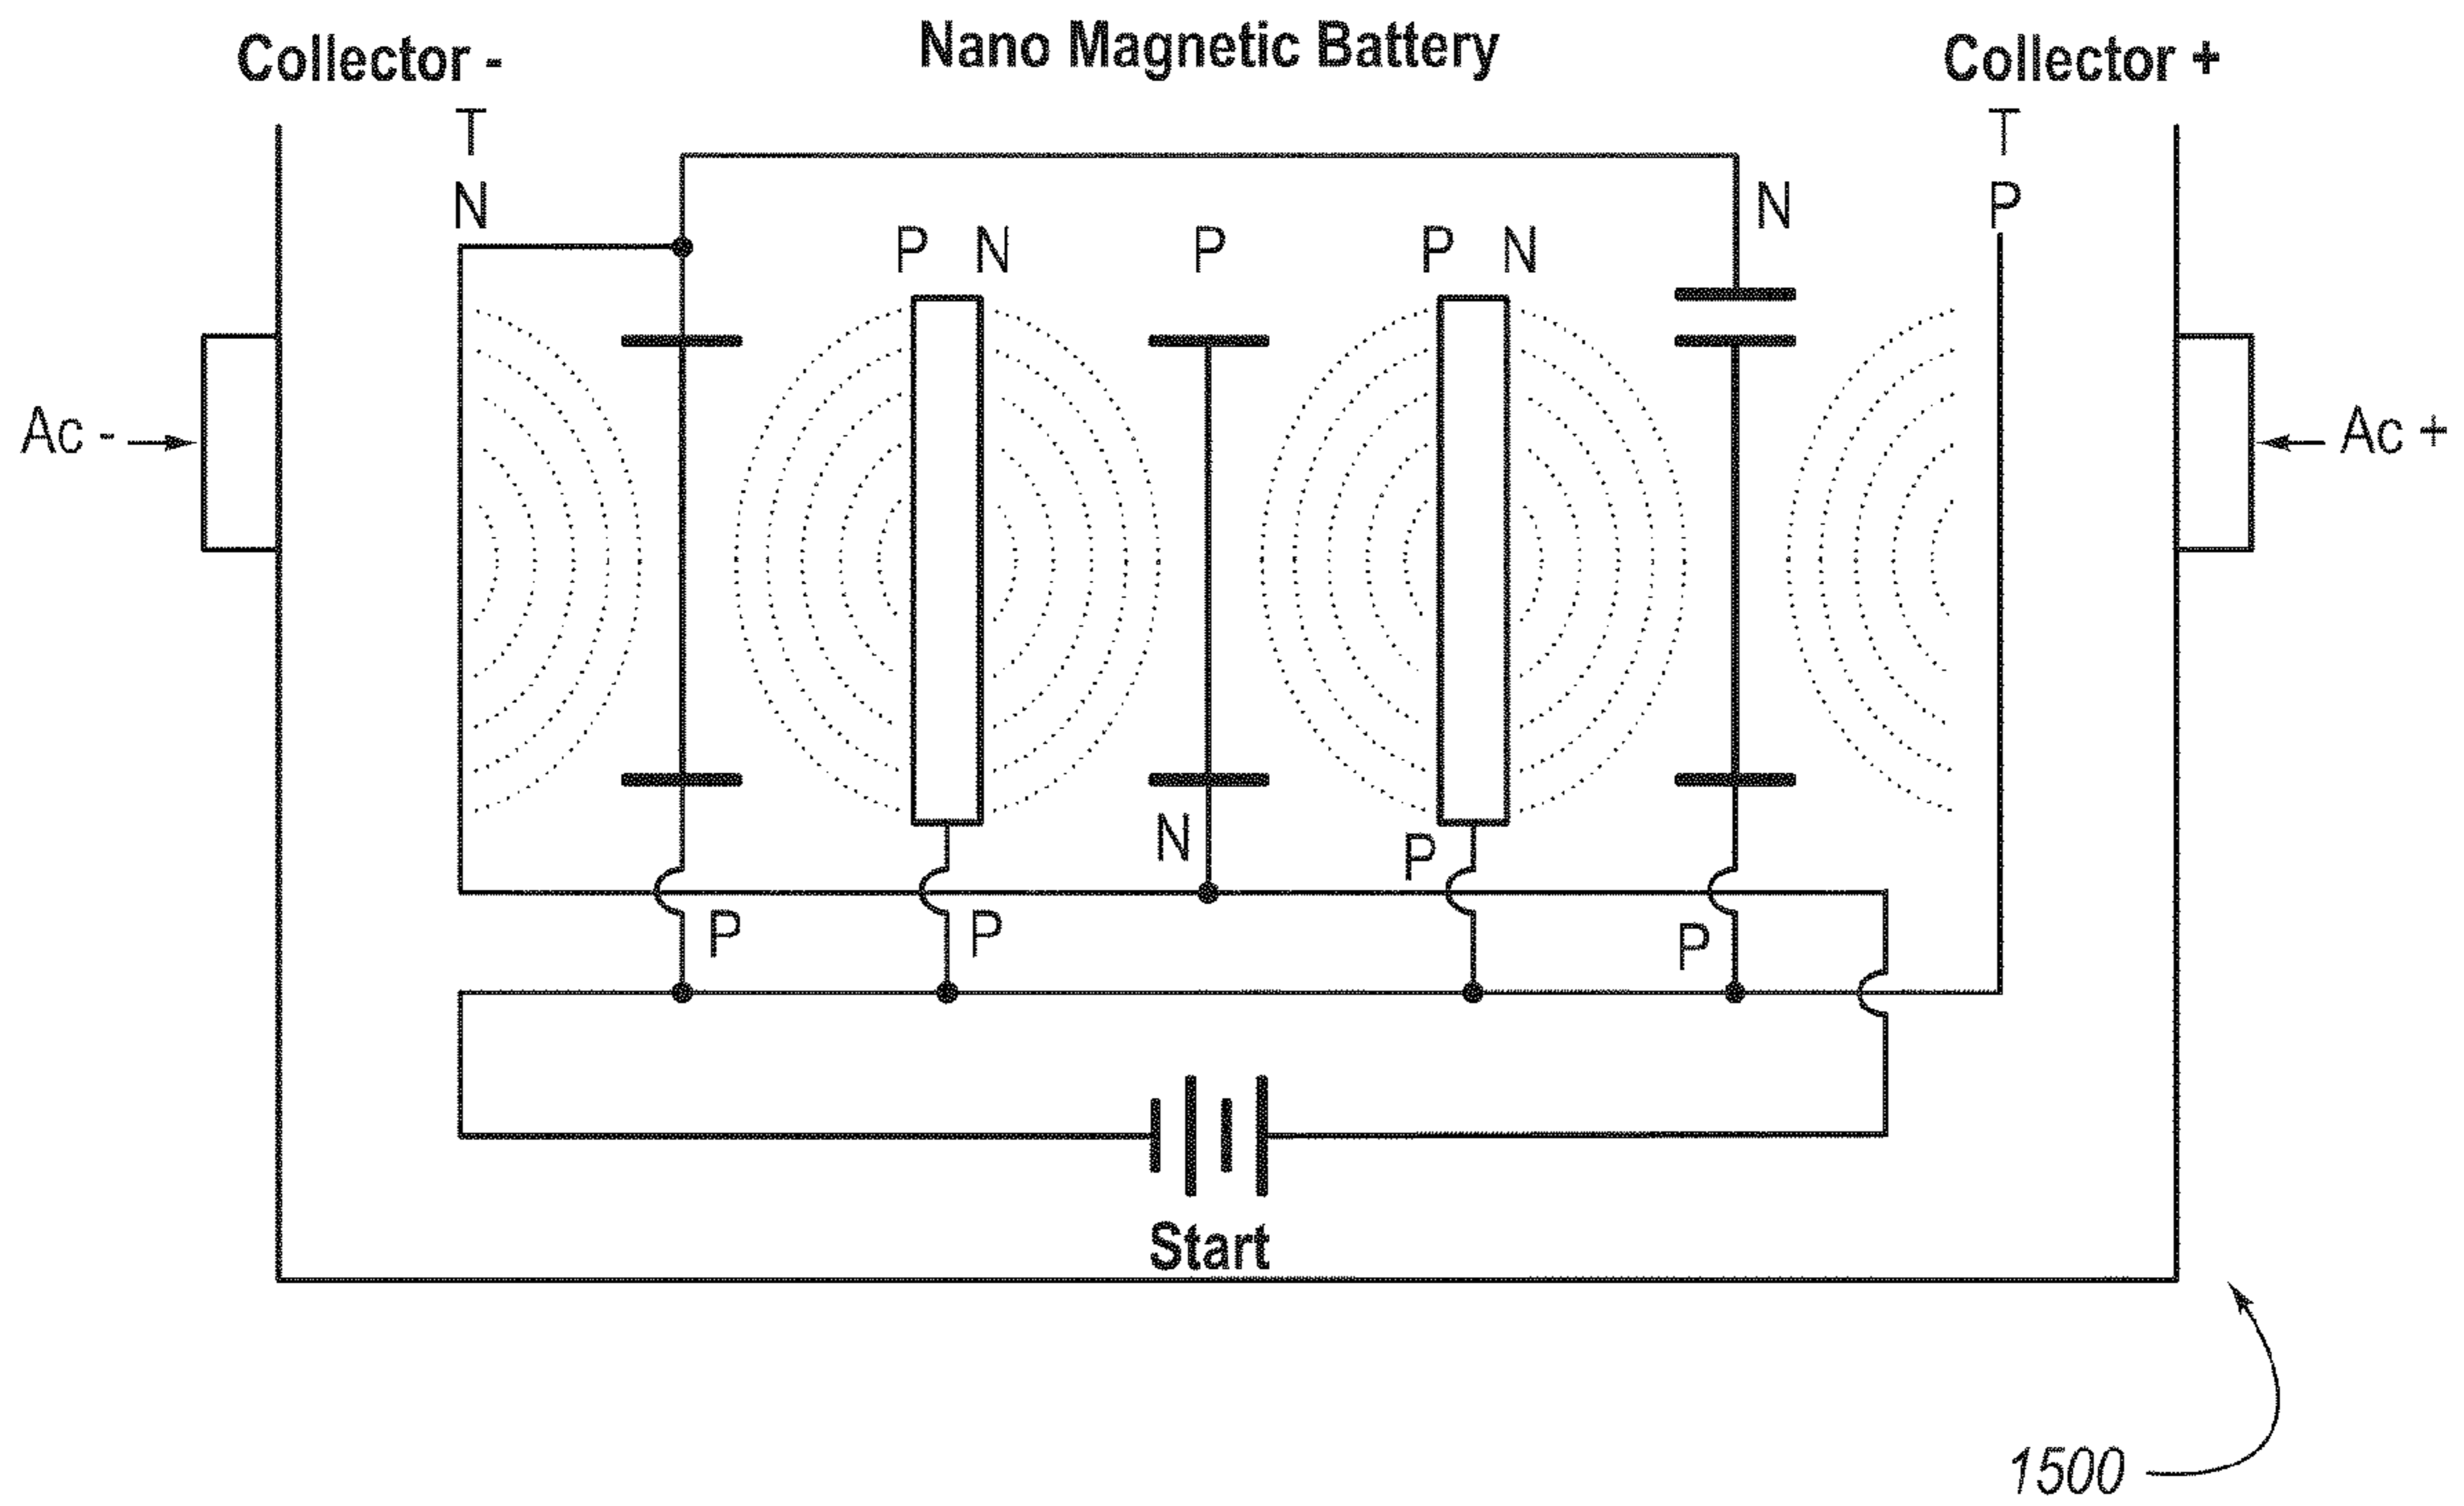 Nano Magnetic Battery
Collector -
Collector +
T
T
N
N
P
P N
P
P N
Ac -
Ac +
N
P
P
P
P
Start
1500